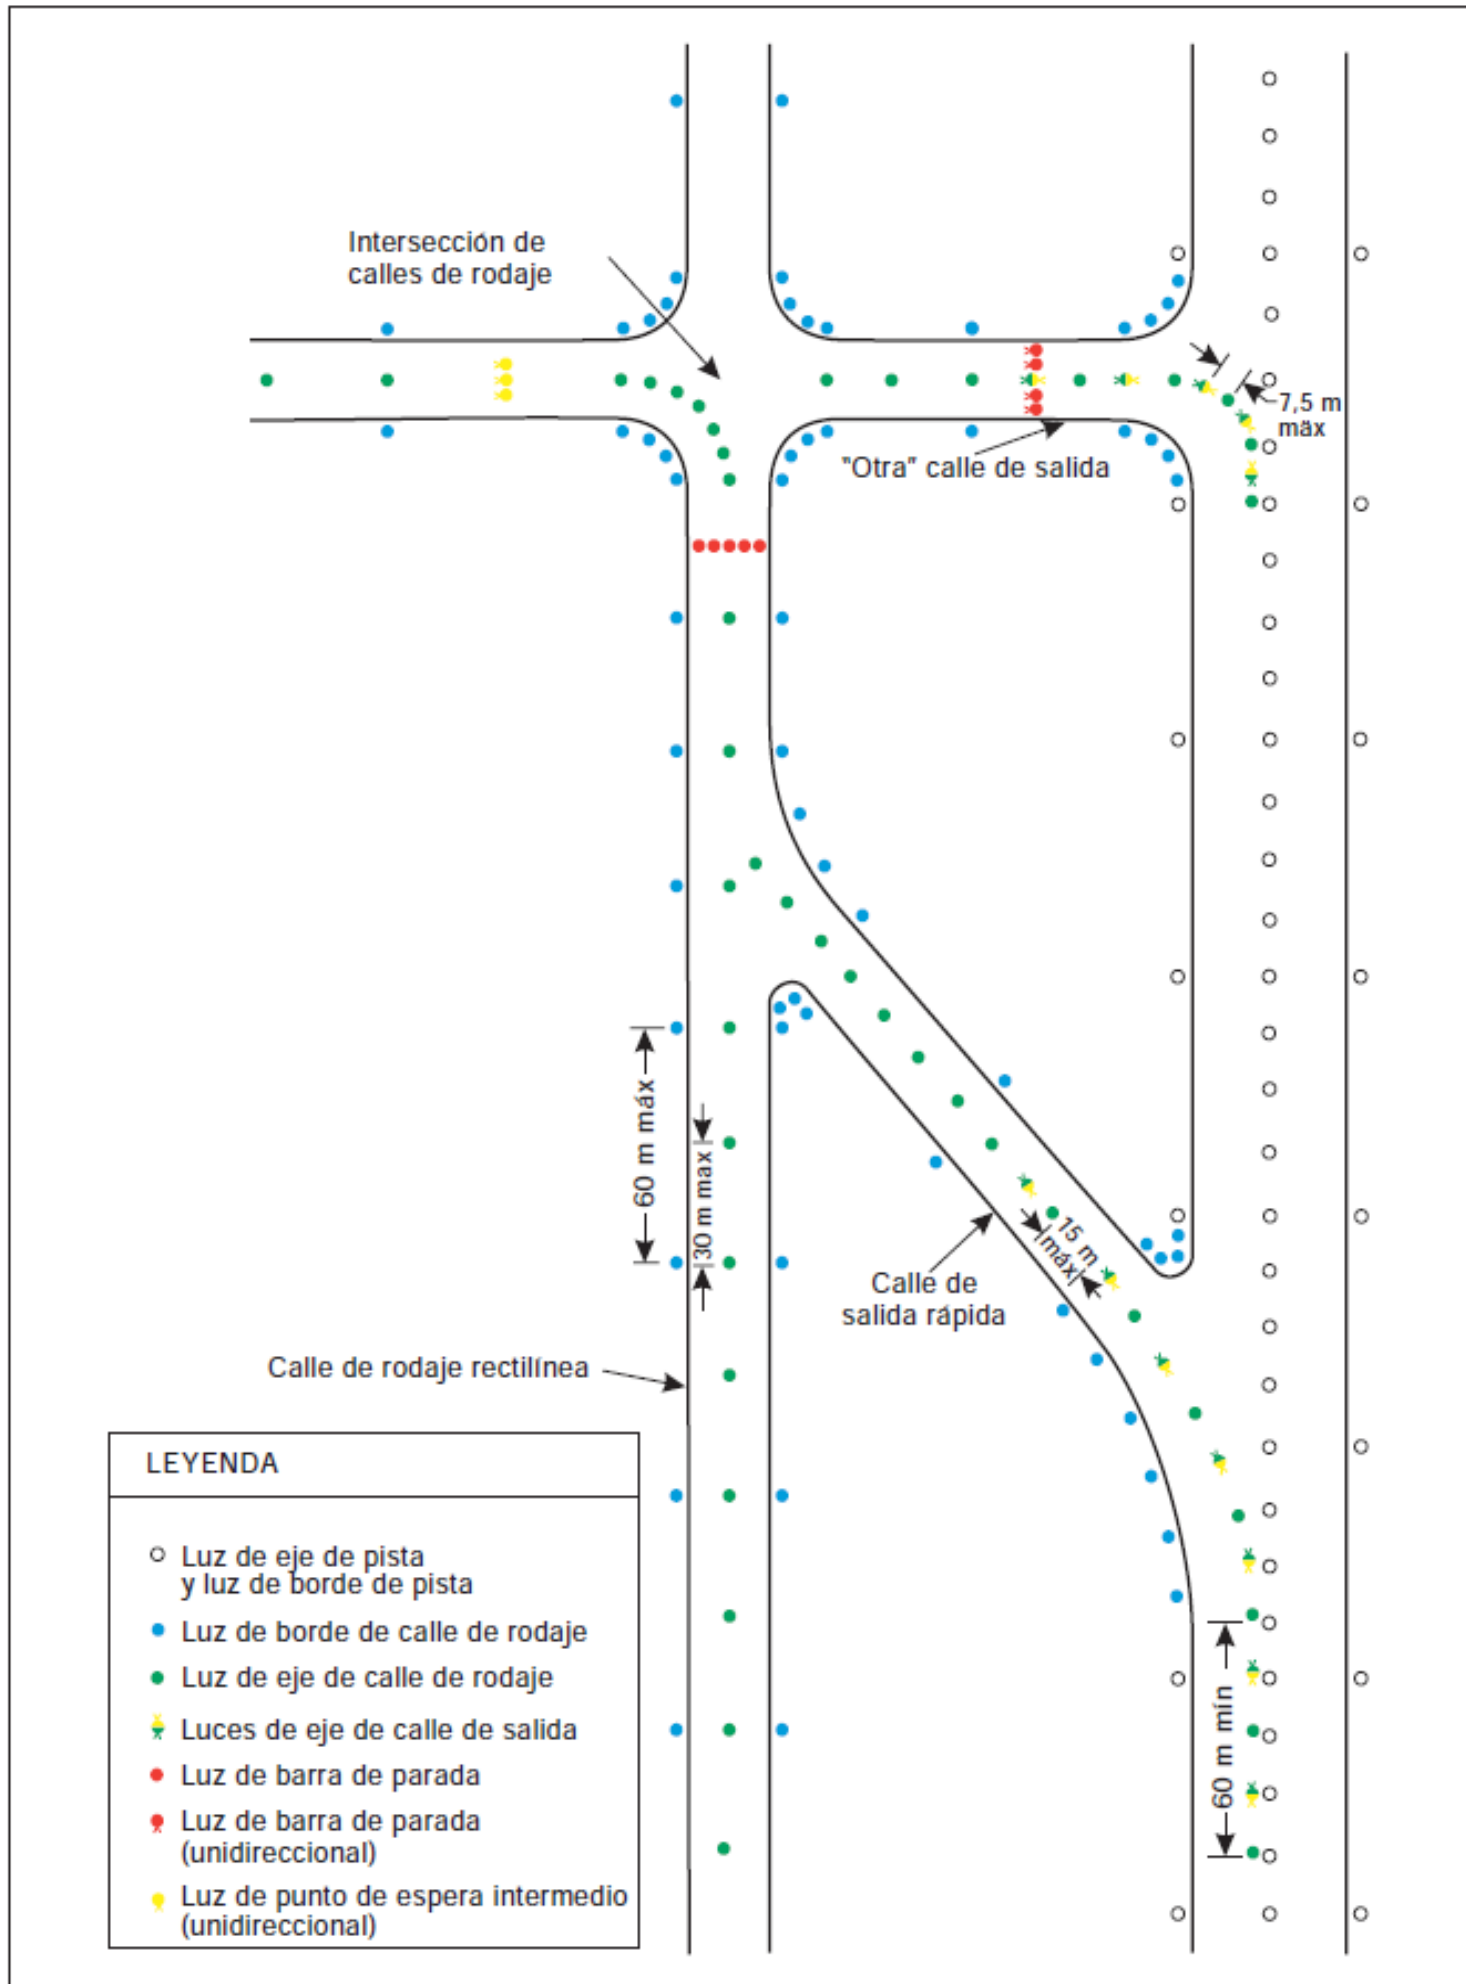 Intersección de
calles de rodaje
7,5 m
mäx
"Otra" calle de salida
60 m máx
30 m max
15 m
máx
Calle de
salida rápida
Calle de rodaje rectilínea
60 m mín
LEYENDA
Luz de eje de pista
y luz de borde de pista
Luz de borde de calle de rodaje
Luz de eje de calle de rodaje
Luces de eje de calle de salida
Luz de barra de parada
Luz de barra de parada
(unidireccional)
Luz de punto de espera intermedio
(unidireccional)